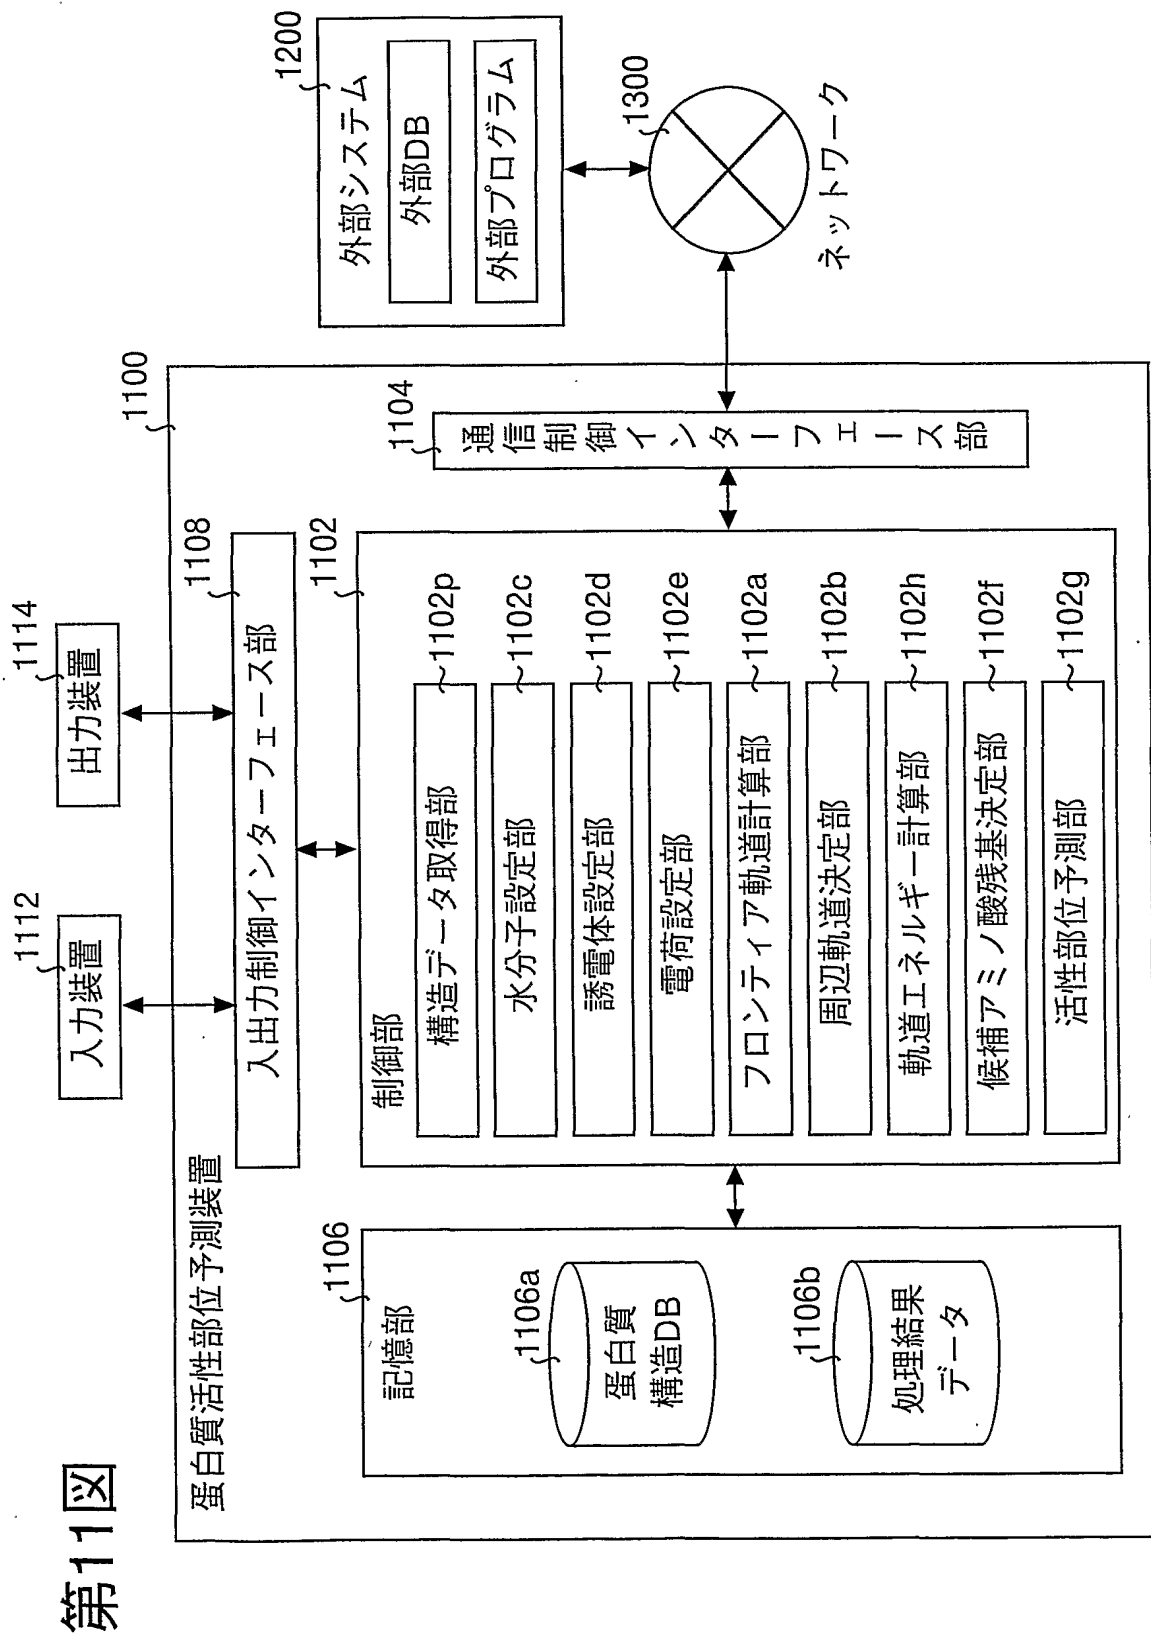 第11図
1112
入力装置
1114
出力装置
1100
蛋白質活性部位予測装置
1108
入出力制御インターフェース部
1106
記憶部
1106a
蛋白質
構造DB
1106b
処理結果
データ
1102
制御部
構造データ取得部
~1102p
水分子設定部
~1102c
誘電体設定部
~1102d
電荷設定部
~1102e
フロンティア軌道計算部
~1102a
周辺軌道決定部
~1102b
軌道エネルギー計算部
~1102h
候補アミノ酸残基決定部
~1102f
活性部位予測部
~1102g
1104
通信制御インターフェース部
1200
外部システム
外部DB
外部プログラム
1300
ネットワーク